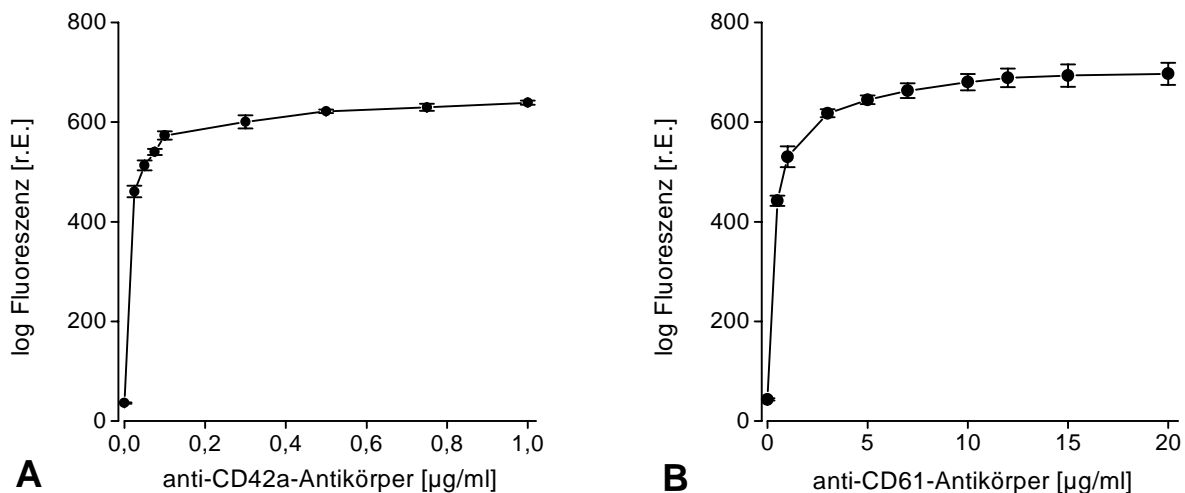 800
600
400
200
0
log Fluoreszenz [r.E.]
0,0 0,2 0,4 0,6 0,8 1,0
anti-CD42a-Antikörper [µg/ml]
A
800
600
400
200
0
log Fluoreszenz [r.E.]
0 5 10 15 20
anti-CD61-Antikörper [µg/ml]
B